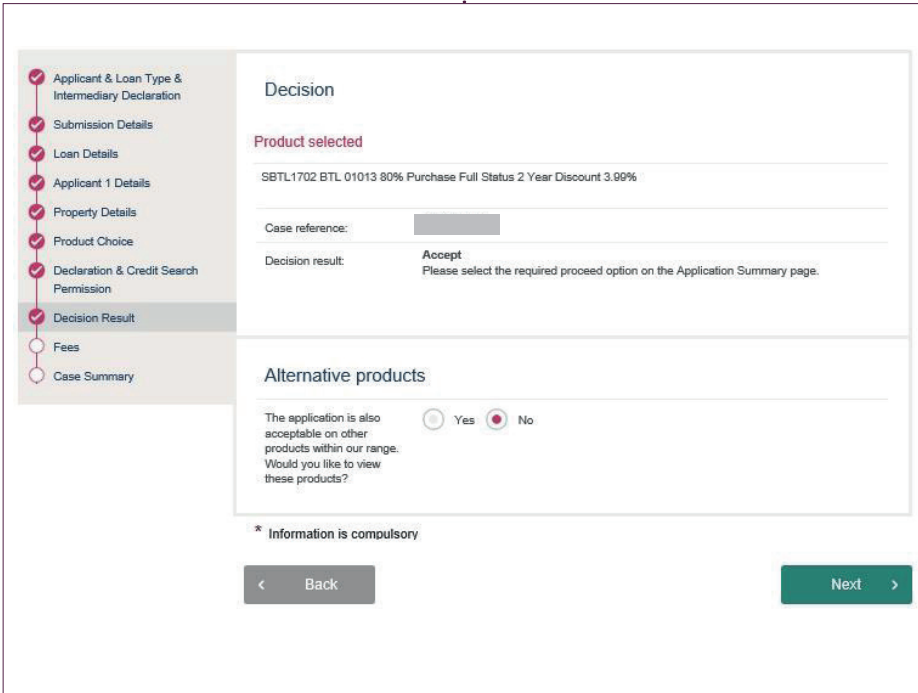 Applicant & Loan Type &
Intermediary Declaration
Submission Details
Loan Details
Applicant 1 Details
Property Details
Product Choice
Declaration & Credit Search
Permission
Decision Result
Fees
Case Summary
Decision
Product selected
SBTL1702 BTL 01013 80% Purchase Full Status 2 Year Discount 3.99%
Case reference:
Decision result:
Accept
Please select the required proceed option on the Application Summary page.
Alternative products
The application is also
acceptable on other
products within our range.
Would you like to view
these products?
Yes No
* Information is compulsory
< Back
Next >